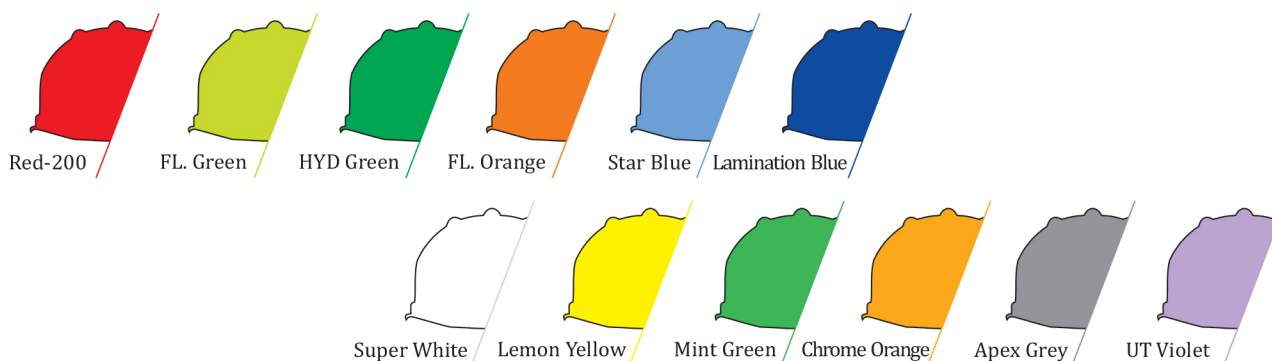 Red-200 FL. Green HYD Green FL. Orange Star Blue Lamination Blue
Super White Lemon Yellow Mint Green Chrome Orange Apex Grey UT Violet